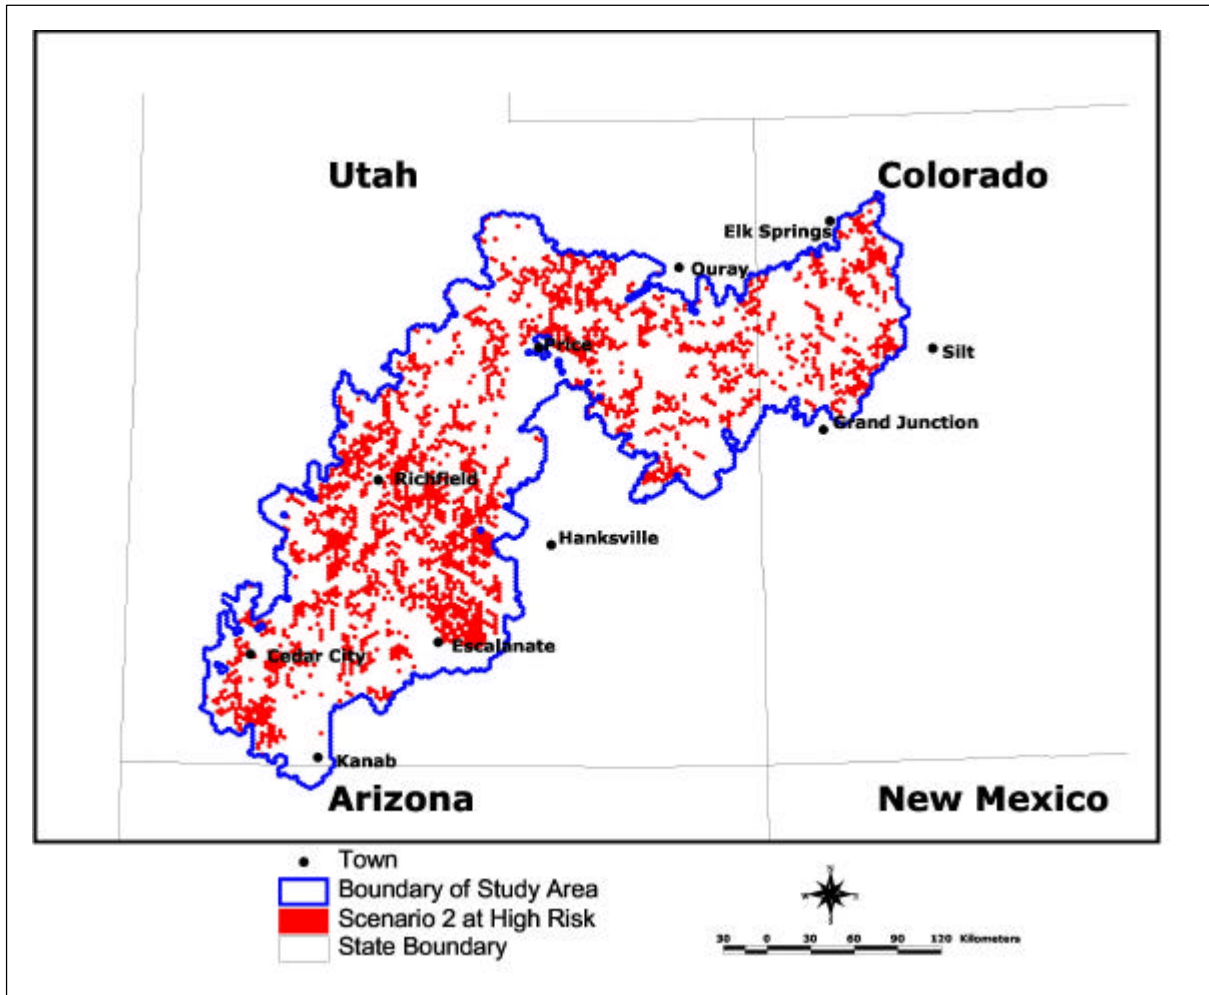 Utah
Colorado
Elk Springs
Ouray
Price
Silt
Grand Junction
Richfield
Hanksville
Escalanate
Cedar City
Kanab
Arizona
New Mexico
Town
Boundary of Study Area
Scenario 2 at High Risk
State Boundary
N
W E
S
30 0 30 60 90 120 Kilometers